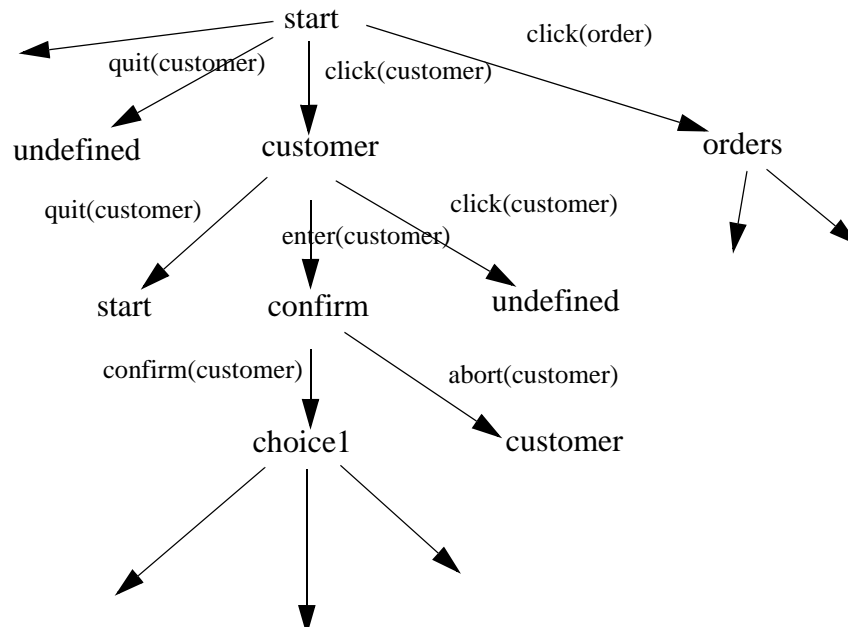 start
click(order)
quit(customer)
click(customer)
undefined
customer
orders
quit(customer)
click(customer)
enter(customer)
start
confirm
undefined
confirm(customer)
abort(customer)
choice1
customer